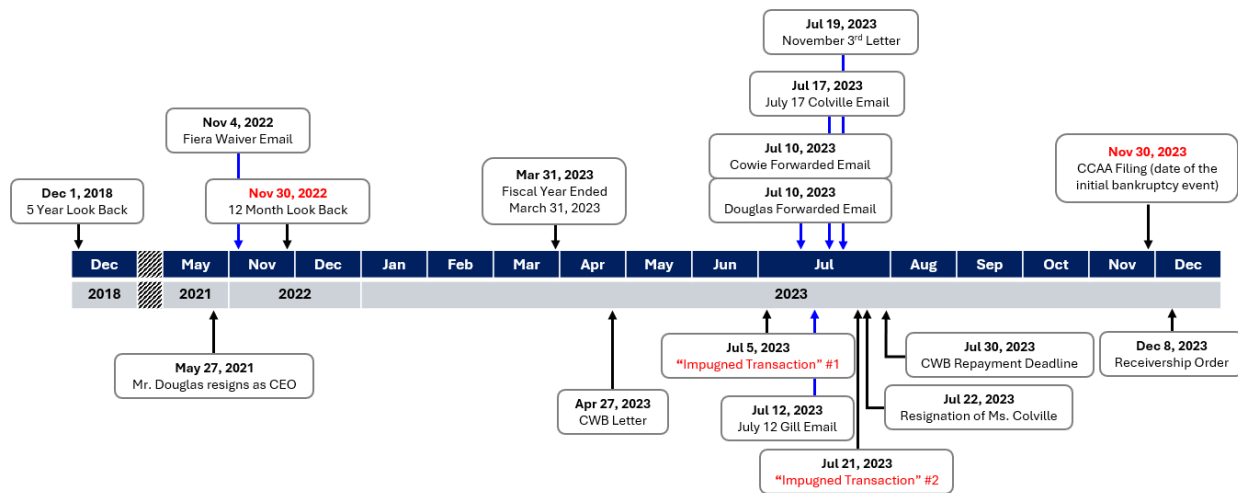 Jul 19, 2023
November 3rd Letter
Jul 17, 2023
July 17 Colville Email
Nov 4, 2022
Fiera Waiver Email
Jul 10, 2023
Cowie Forwarded Email
Nov 30, 2023
CCAA Filing (date of the
initial bankruptcy event)
Dec 1, 2018
5 Year Look Back
Nov 30, 2022
12 Month Look Back
Mar 31, 2023
Fiscal Year Ended
March 31, 2023
Jul 10, 2023
Douglas Forwarded Email
Dec May Nov Dec Jan Feb Mar Apr May Jun Jul Aug Sep Oct Nov Dec
2018 2021 2022 2023
May 27, 2021
Mr. Douglas resigns as CEO
Apr 27, 2023
CWB Letter
Jul 5, 2023
“Impugned Transaction” #1
Jul 12, 2023
July 12 Gill Email
Jul 21, 2023
“Impugned Transaction” #2
Jul 30, 2023
CWB Repayment Deadline
Jul 22, 2023
Resignation of Ms. Colville
Dec 8, 2023
Receivership Order